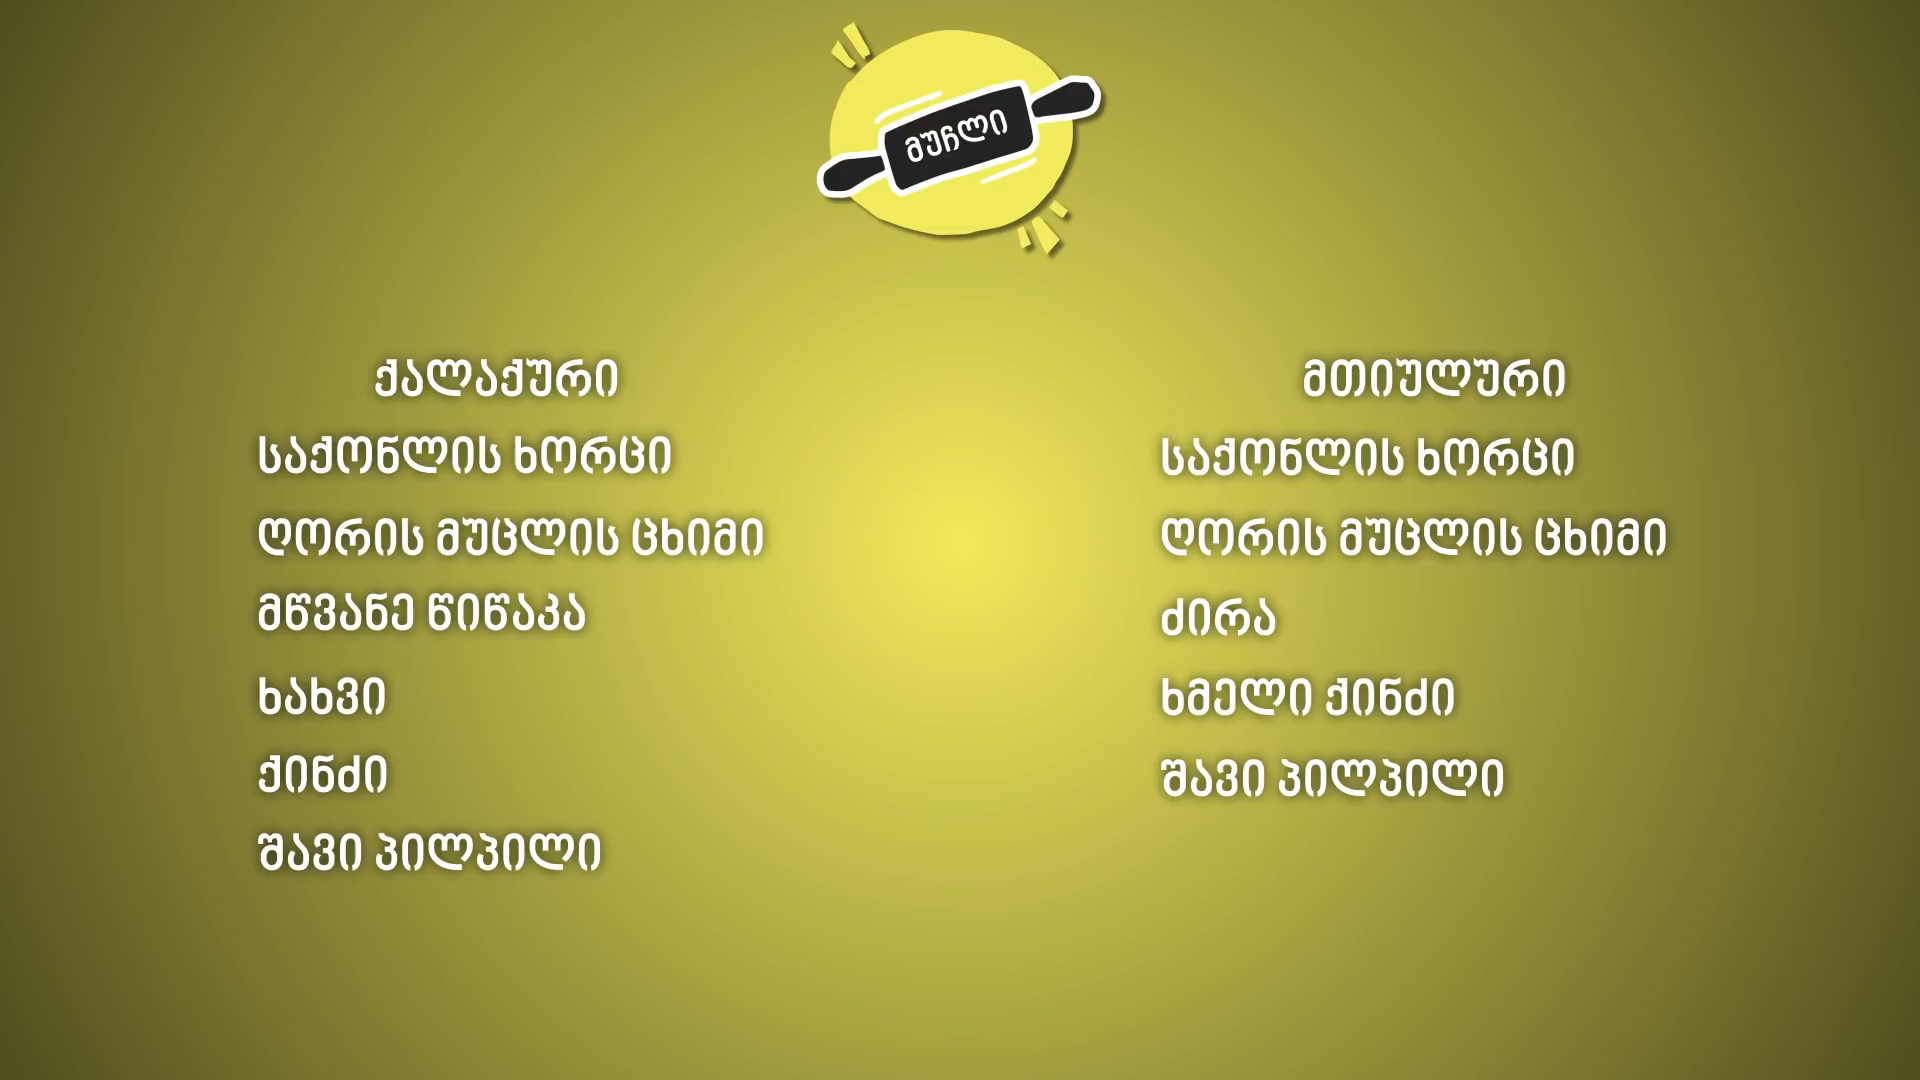 მუჩლი
ქალაქური
საქონლის ხორცი
ღორის მუცლის ცხიმი
მწვანე წიწაკა
ხახვი
ქინძი
შავი პილპილი
მთიულური
საქონლის ხორცი
ღორის მუცლის ცხიმი
ძირა
ხმელი ქინძი
შავი პილპილი